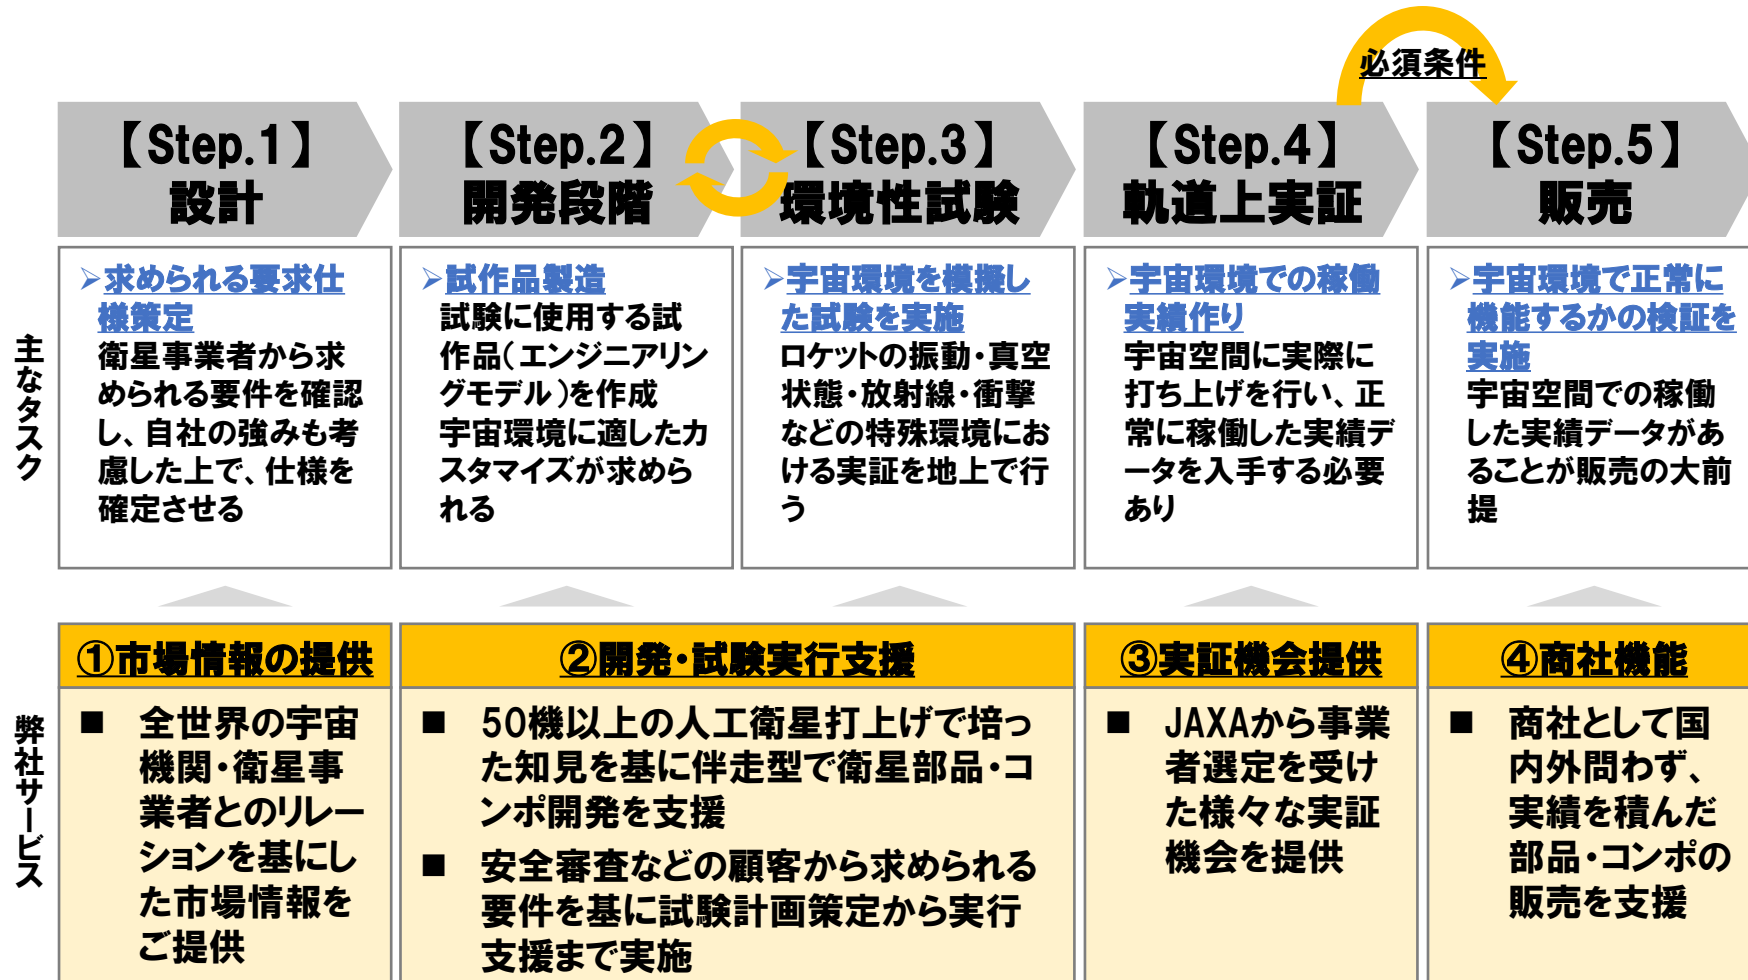 必須条件
【Step.1】
設計
【Step.2】
開発段階
【Step.3】
環境性試験
【Step.4】
軌道上実証
【Step.5】
販売
主なタスク
➢求められる要求仕
様策定
衛星事業者から求
められる要件を確認
し、自社の強みも考
慮した上で、仕様を
確定させる
➢試作品製造
試験に使用する試
作品(エンジニアリン
グモデル)を作成
宇宙環境に適したカ
スタマイズが求めら
れる
➢宇宙環境を模擬し
た試験を実施
ロケットの振動・真空
状態・放射線・衝撃
などの特殊環境にお
ける実証を地上で行
う
➢宇宙環境での稼働
実績作り
宇宙空間に実際に
打ち上げを行い、正
常に稼働した実績デ
ータを入手する必要
あり
➢宇宙環境で正常に
機能するかの検証を
実施
宇宙空間での稼働
した実績データがあ
ることが販売の大前
提
弊社サービス
①市場情報の提供
■ 全世界の宇宙
機関・衛星事
業者とのリレー
ションを基にし
た市場情報を
ご提供
②開発・試験実行支援
■ 50機以上の人工衛星打上げで培っ
た知見を基に伴走型で衛星部品・コ
ンポ開発を支援
■ 安全審査などの顧客から求められる
要件を基に試験計画策定から実行
支援まで実施
③実証機会提供
■ JAXAから事業
者選定を受け
た様々な実証
機会を提供
④商社機能
■ 商社として国
内外問わず、
実績を積んだ
部品・コンポの
販売を支援